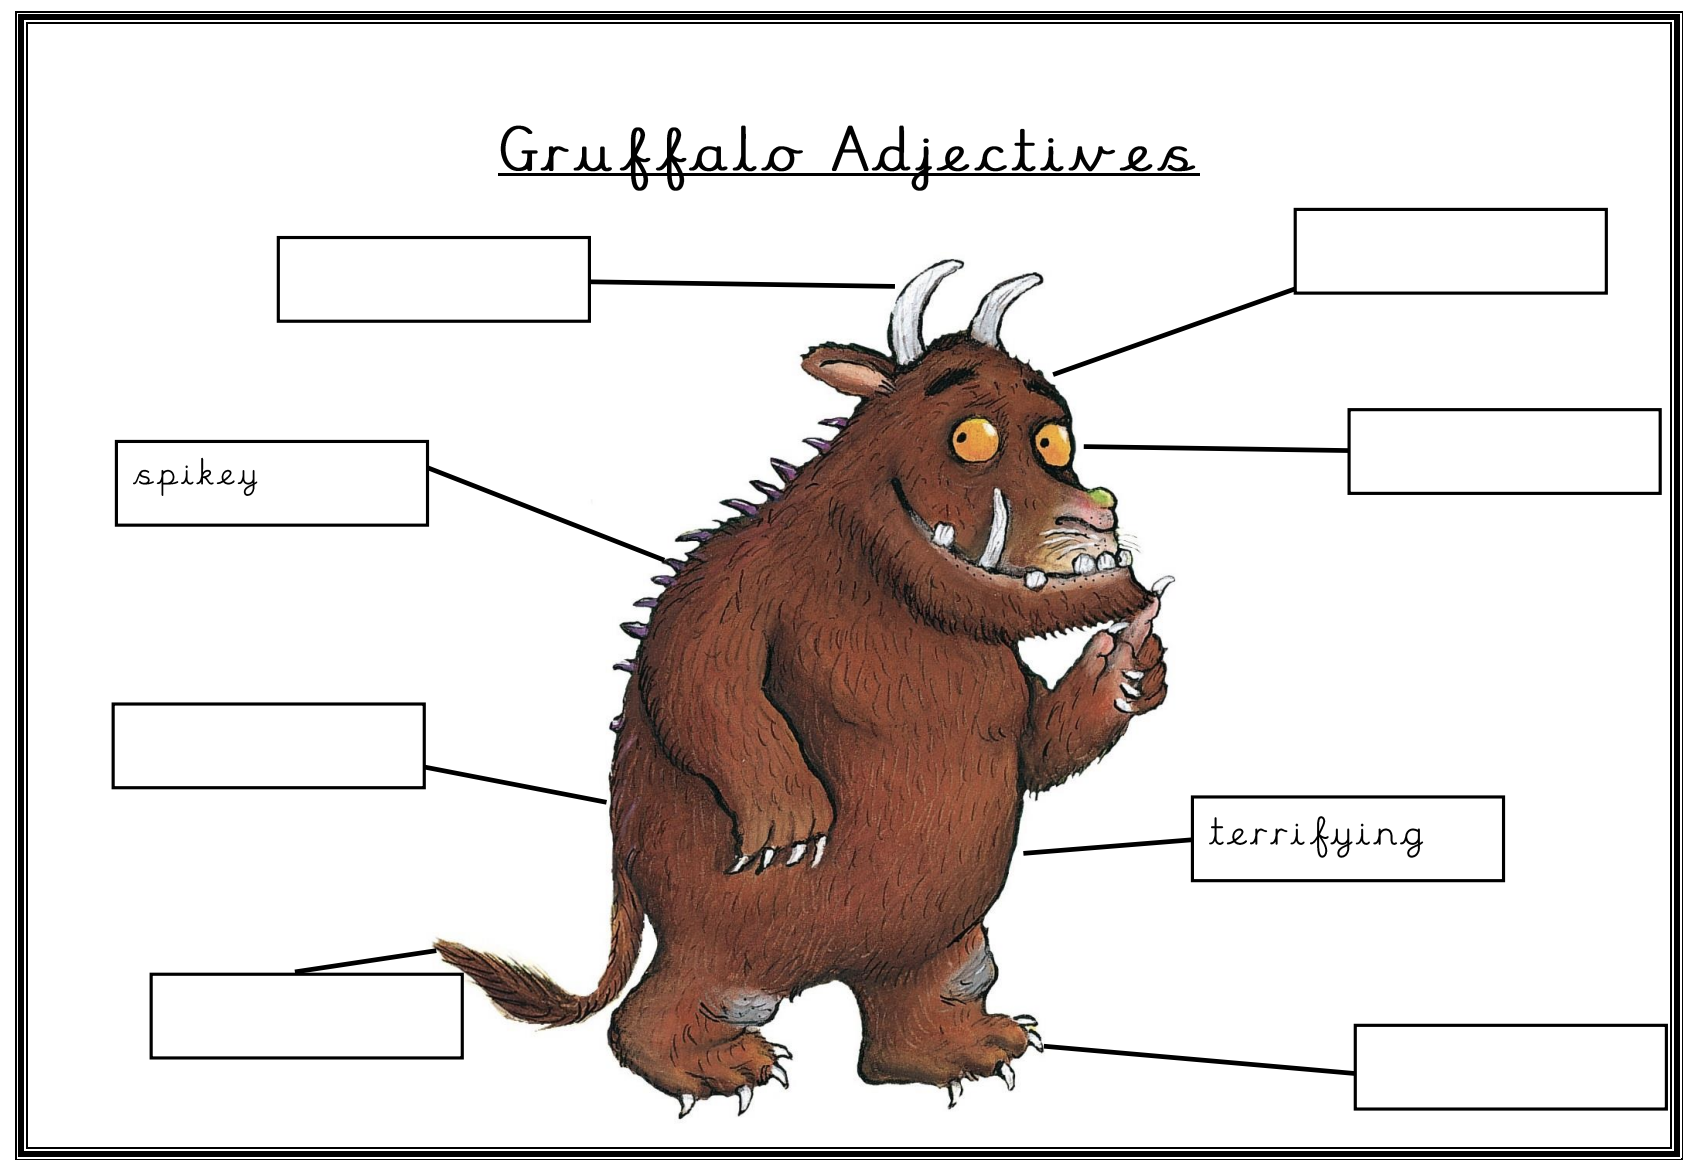 Gruffalo Adjectives
spikey
terrifying